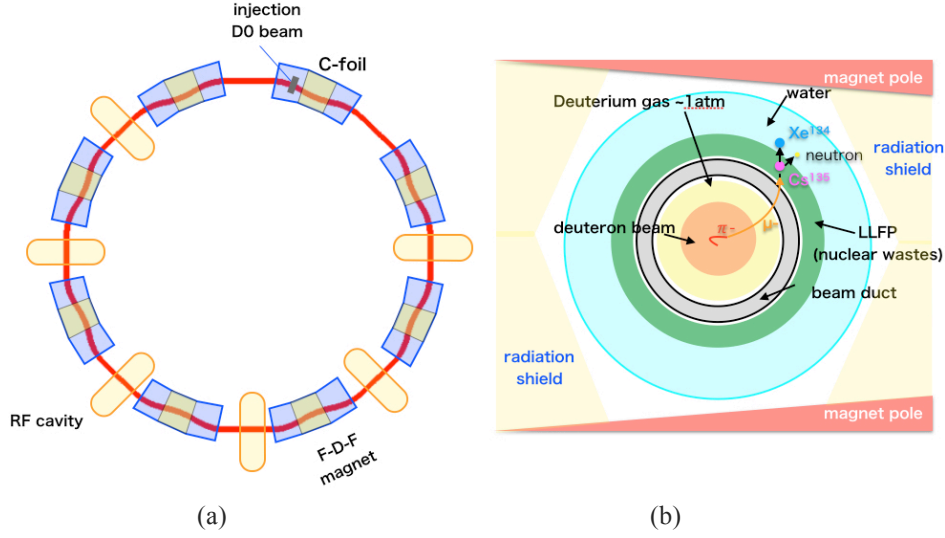 injection
D0 beam
C-foil
RF cavity
F-D-F
magnet
(a)
magnet pole
Deuterium gas ~1atm
water
Xe134
neutron
Cs135
radiation
shield
deuteron beam
π-
μ-
LLFP
(nuclear wastes)
beam duct
radiation
shield
magnet pole
(b)